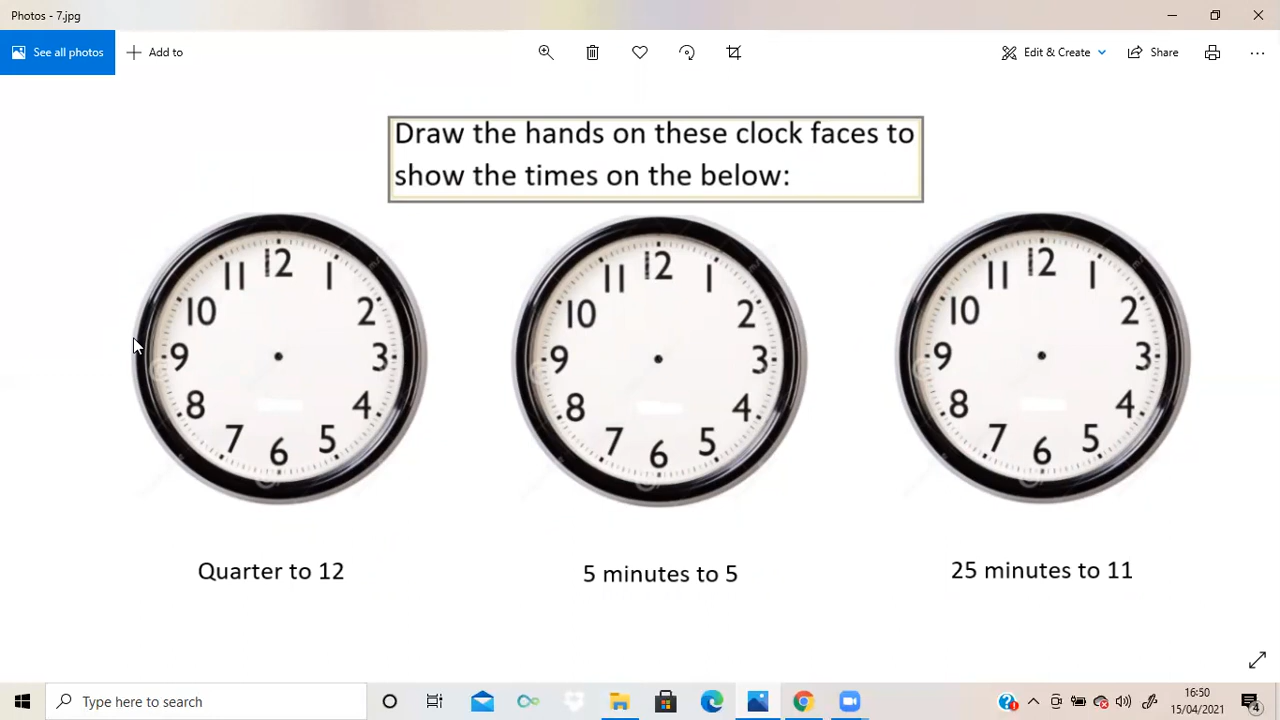 Photos - 7.jpg
See all photos
Add to
Edit & Create
Share
Draw the hands on these clock faces to
show the times on the below:
12 1 2 3 4 5 6 7 8 9 10 11
12 1 2 3 4 5 6 7 8 9 10 11
12 1 2 3 4 5 6 7 8 9 10 11
Quarter to 12
5 minutes to 5
25 minutes to 11
Type here to search
16:50
15/04/2021
4